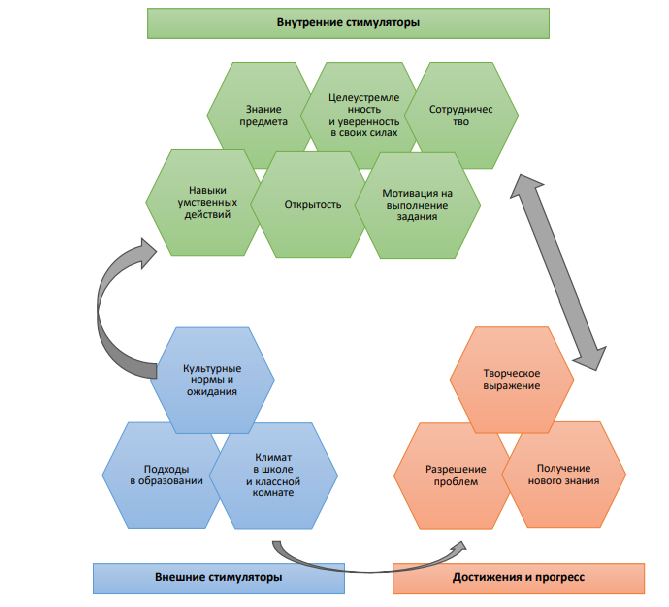 Внутренние стимуляторы
Знание
предмета
Целеустремле
нность
и уверенность
в своих силах
Сотрудничес
тво
Навыки
умственных
действий
Открытость
Мотивация на
выполнение
задания
Культурные
нормы и
ожидания
Подходы
в образовании
Климат
в школе
и классной
комнате
Творческое
выражение
Разрешение
проблем
Получение
нового знания
Внешние стимуляторы
Достижения и прогресс